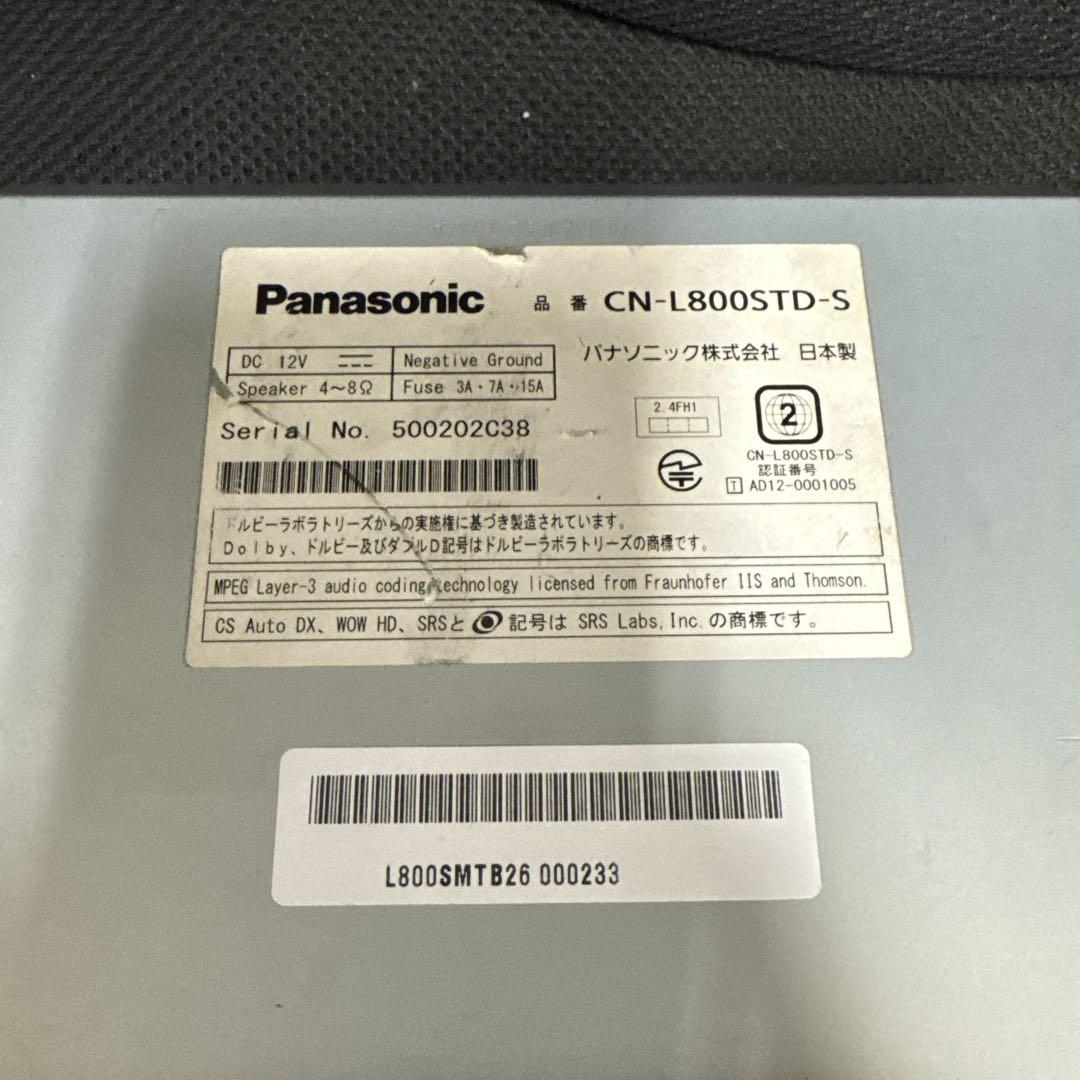 Panasonic 品番 CN-L800STD-S
パナソニック株式会社 日本製
DC 12V Negative Ground
Speaker 4～8Ω Fuse 3A・7A・15A
Serial No. 500202C38
2.4FH1
2
CN-L800STD-S
認証番号
T AD12-0001005
ドルビーラボラトリーズからの実施権に基づき製造されています。
Dolby、ドルビー及びダブルD記号はドルビーラボラトリーズの商標です。
MPEG Layer-3 audio coding technology licensed from Fraunhofer IIS and Thomson.
CS Auto DX、WOW HD、SRSと 記号は SRS Labs,Inc.の商標です。
L800SMTB26 000233